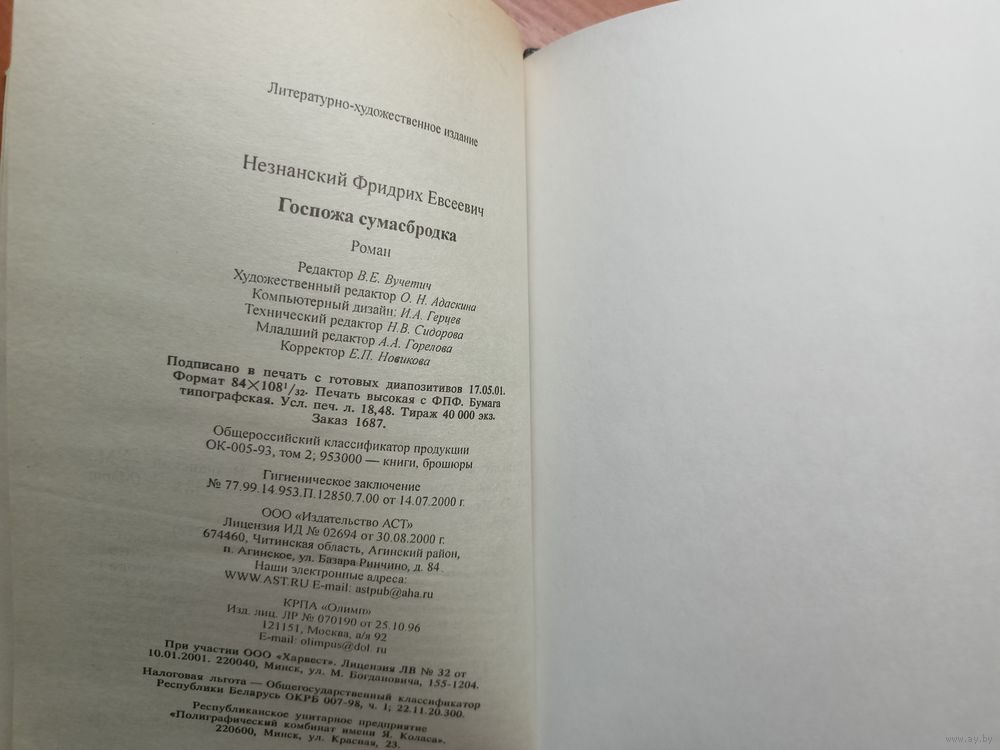 Литературно-художественное издание
Незнанский Фридрих Евсеевич
Госпожа сумасбродка
Роман
Редактор В.Е. Вучетич
Художественный редактор О. Н. Адаскина
Компьютерный дизайн: И.А. Герцев
Технический редактор Н.В. Сидорова
Младший редактор А.А. Горелова
Корректор Е.П. Новикова
Подписано в печать с готовых диапозитивов 17.05.01.
Формат 84×108¹/₃₂. Печать высокая с ФПФ. Бумага
типографская. Усл. печ. л. 18,48. Тираж 40 000 экз.
Заказ 1687.
Общероссийский классификатор продукции
ОК-005-93, том 2; 953000 — книги, брошюры
Гигиеническое заключение
№ 77.99.14.953.П.12850.7.00 от 14.07.2000 г.
ООО «Издательство АСТ»
Лицензия ИД № 02694 от 30.08.2000 г.
674460, Читинская область, Агинский район,
п. Агинское, ул. Базара Ринчино, д. 84.
Наши электронные адреса:
WWW.AST.RU E-mail: astpub@aha.ru
КРПА «Олимп»
Изд. лиц. ЛР № 070190 от 25.10.96
121151, Москва, а/я 92
E-mail: olimpus@dol. ru
При участии ООО «Харвест». Лицензия ЛВ № 32 от
10.01.2001. 220040, Минск, ул. М. Богдановича, 155-1204.
Налоговая льгота — Общегосударственный классификатор
Республики Беларусь ОКРБ 007-98, ч. 1; 22.11.20.300.
Республиканское унитарное предприятие
«Полиграфический комбинат имени Я. Коласа».
220600, Минск, ул. Красная, 23.
www.ay.by